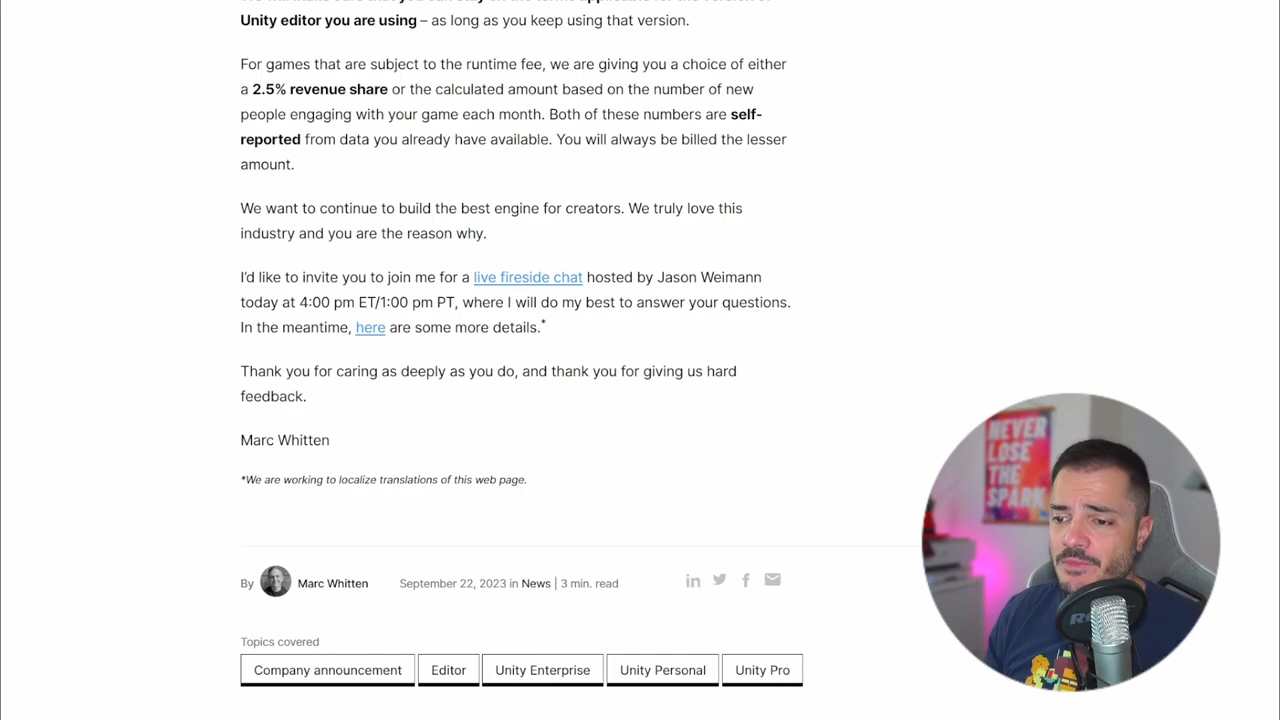 Unity editor you are using – as long as you keep using that version.
For games that are subject to the runtime fee, we are giving you a choice of either
a 2.5% revenue share or the calculated amount based on the number of new
people engaging with your game each month. Both of these numbers are self-
reported from data you already have available. You will always be billed the lesser
amount.
We want to continue to build the best engine for creators. We truly love this
industry and you are the reason why.
I'd like to invite you to join me for a live fireside chat hosted by Jason Weimann
today at 4:00 pm ET/1:00 pm PT, where I will do my best to answer your questions.
In the meantime, here are some more details.*
Thank you for caring as deeply as you do, and thank you for giving us hard
feedback.
Marc Whitten
*We are working to localize translations of this web page.
By Marc Whitten September 22, 2023 in News | 3 min. read
Topics covered
Company announcement Editor Unity Enterprise Unity Personal Unity Pro
NEVER
LOSE
THE
SPARK